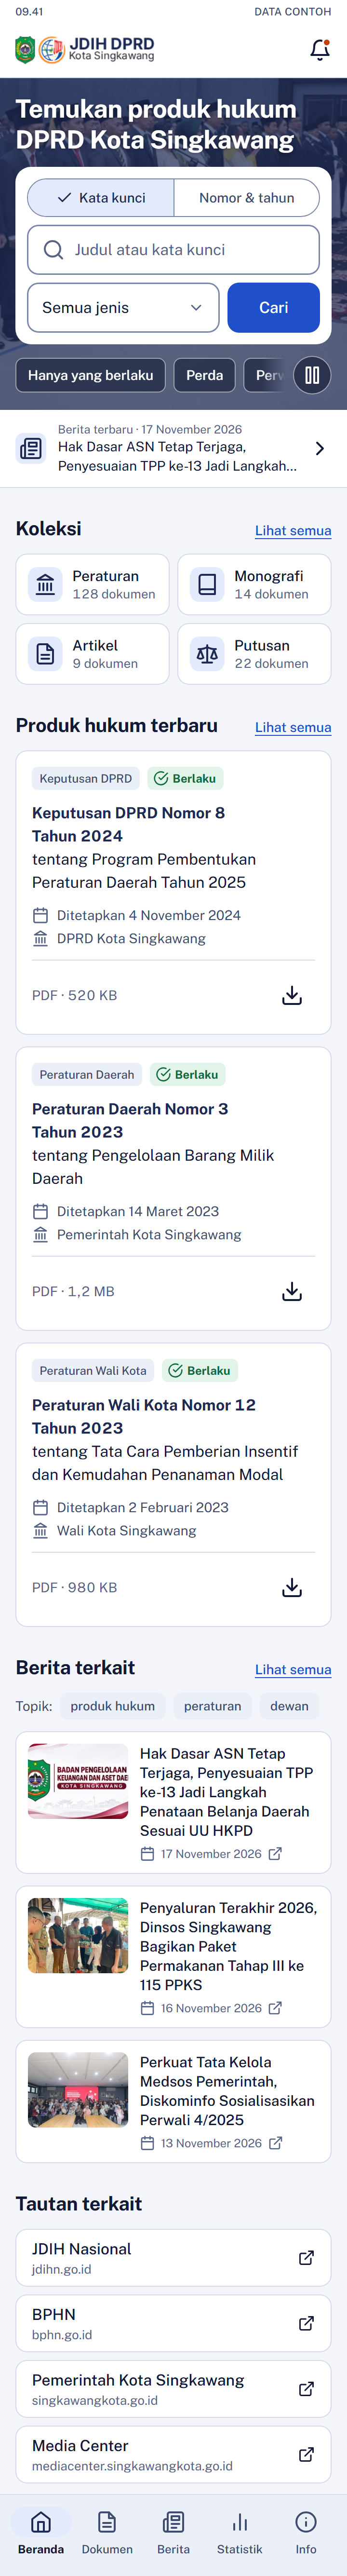 09.41 DATA CONTOH
JDIH DPRD
Kota Singkawang
Temukan produk hukum
DPRD Kota Singkawang
Kata kunci Nomor & tahun
Judul atau kata kunci
Semua jenis Cari
Hanya yang berlaku Perda
Berita terbaru · 17 November 2026
Hak Dasar ASN Tetap Terjaga,
Penyesuaian TPP ke-13 Jadi Langkah...
Koleksi Lihat semua
Peraturan
128 dokumen
Monografi
14 dokumen
Artikel
9 dokumen
Putusan
22 dokumen
Produk hukum terbaru Lihat semua
Keputusan DPRD Berlaku
Keputusan DPRD Nomor 8
Tahun 2024
tentang Program Pembentukan
Peraturan Daerah Tahun 2025
Ditetapkan 4 November 2024
DPRD Kota Singkawang
PDF · 520 KB
Peraturan Daerah Berlaku
Peraturan Daerah Nomor 3
Tahun 2023
tentang Pengelolaan Barang Milik
Daerah
Ditetapkan 14 Maret 2023
Pemerintah Kota Singkawang
PDF · 1,2 MB
Peraturan Wali Kota Berlaku
Peraturan Wali Kota Nomor 12
Tahun 2023
tentang Tata Cara Pemberian Insentif
dan Kemudahan Penanaman Modal
Ditetapkan 2 Februari 2023
Wali Kota Singkawang
PDF · 980 KB
Berita terkait Lihat semua
Topik: produk hukum peraturan dewan
BADAN PENGELOLAAN
KEUANGAN DAN ASET DAE
KOTA SINGKAWANG
Hak Dasar ASN Tetap
Terjaga, Penyesuaian TPP
ke-13 Jadi Langkah
Penataan Belanja Daerah
Sesuai UU HKPD
17 November 2026
Penyaluran Terakhir 2026,
Dinsos Singkawang
Bagikan Paket
Permakanan Tahap III ke
115 PPKS
16 November 2026
Perkuat Tata Kelola
Medsos Pemerintah,
Diskominfo Sosialisasikan
Perwali 4/2025
13 November 2026
Tautan terkait
JDIH Nasional
jdihn.go.id
BPHN
bphn.go.id
Pemerintah Kota Singkawang
singkawangkota.go.id
Media Center
mediacenter.singkawangkota.go.id
Beranda Dokumen Berita Statistik Info